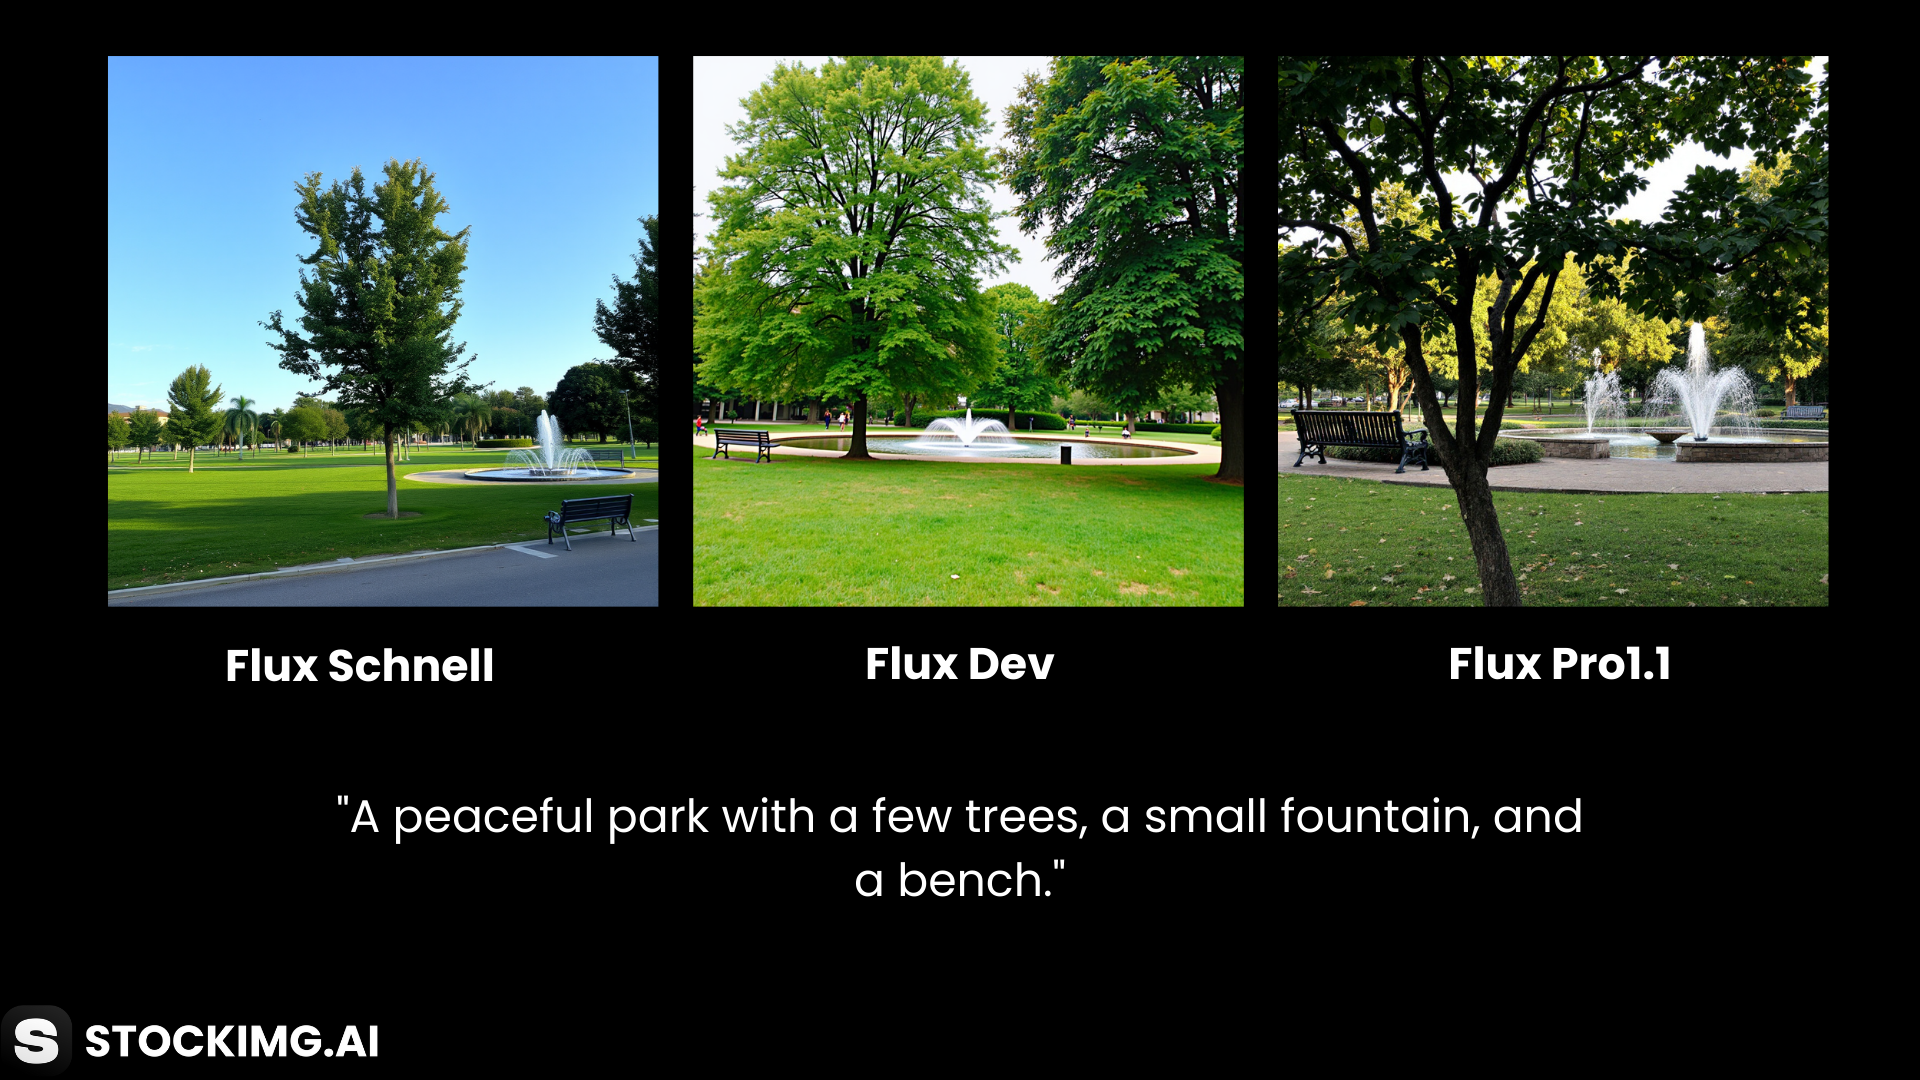 Flux Schnell
Flux Dev
Flux Pro1.1
"A peaceful park with a few trees, a small fountain, and
a bench."
S STOCKIMG.AI